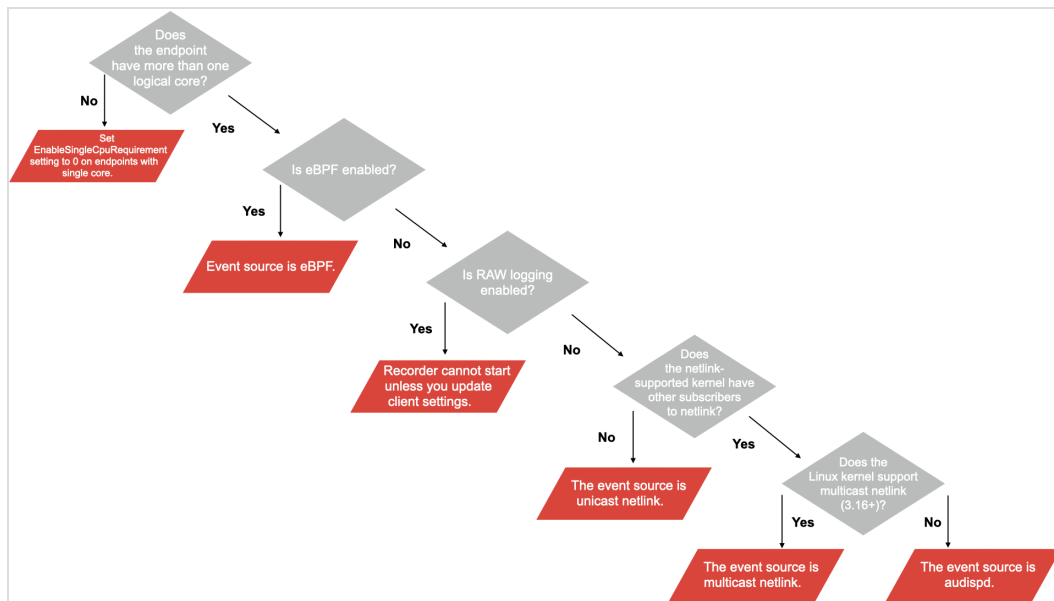 Does
the endpoint
have more than one
logical core?
No
Yes
Set
EnableSingleCpuRequirement
setting to 0 on endpoints with
single core.
Is eBPF enabled?
Yes
No
Event source is eBPF.
Is RAW logging
enabled?
Yes
No
Recorder cannot start
unless you update
client settings.
Does
the netlink-
supported kernel have
other subscribers
to netlink?
No
Yes
The event source is
unicast netlink.
Does the
Linux kernel support
multicast netlink
(3.16+)?
Yes
No
The event source is
multicast netlink.
The event source is
audispd.